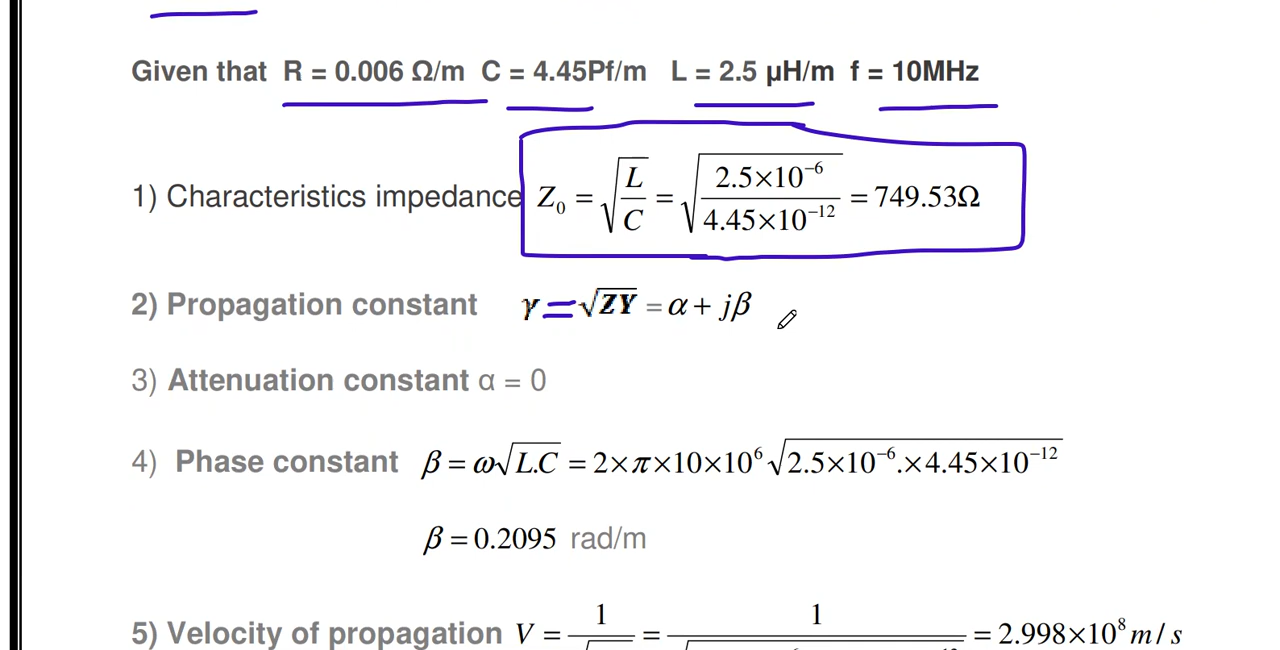 Given that R = 0.006 Ω/m C = 4.45Pf/m L = 2.5 µH/m f = 10MHz
1) Characteristics impedance Z₀ = √(L/C) = √(2.5×10⁻⁶/4.45×10⁻¹²) = 749.53Ω
2) Propagation constant γ = √ZY = α + jβ
3) Attenuation constant α = 0
4) Phase constant β = ω√L.C = 2×π×10×10⁶√2.5×10⁻⁶.×4.45×10⁻¹²
β = 0.2095 rad/m
5) Velocity of propagation V = 1/ = 1/ = 2.998×10⁸ m/s